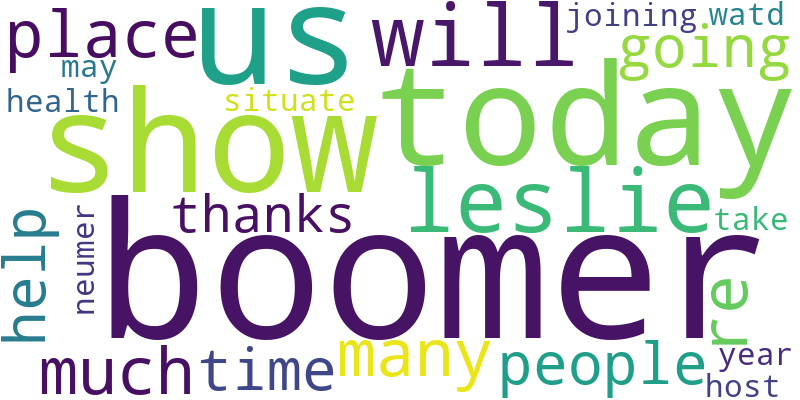 place
us
will
joining
watd
may
going
health
situate
show
today
thanks
leslie
take
help
neumer
boomer
re
much
time
many
people
year
host